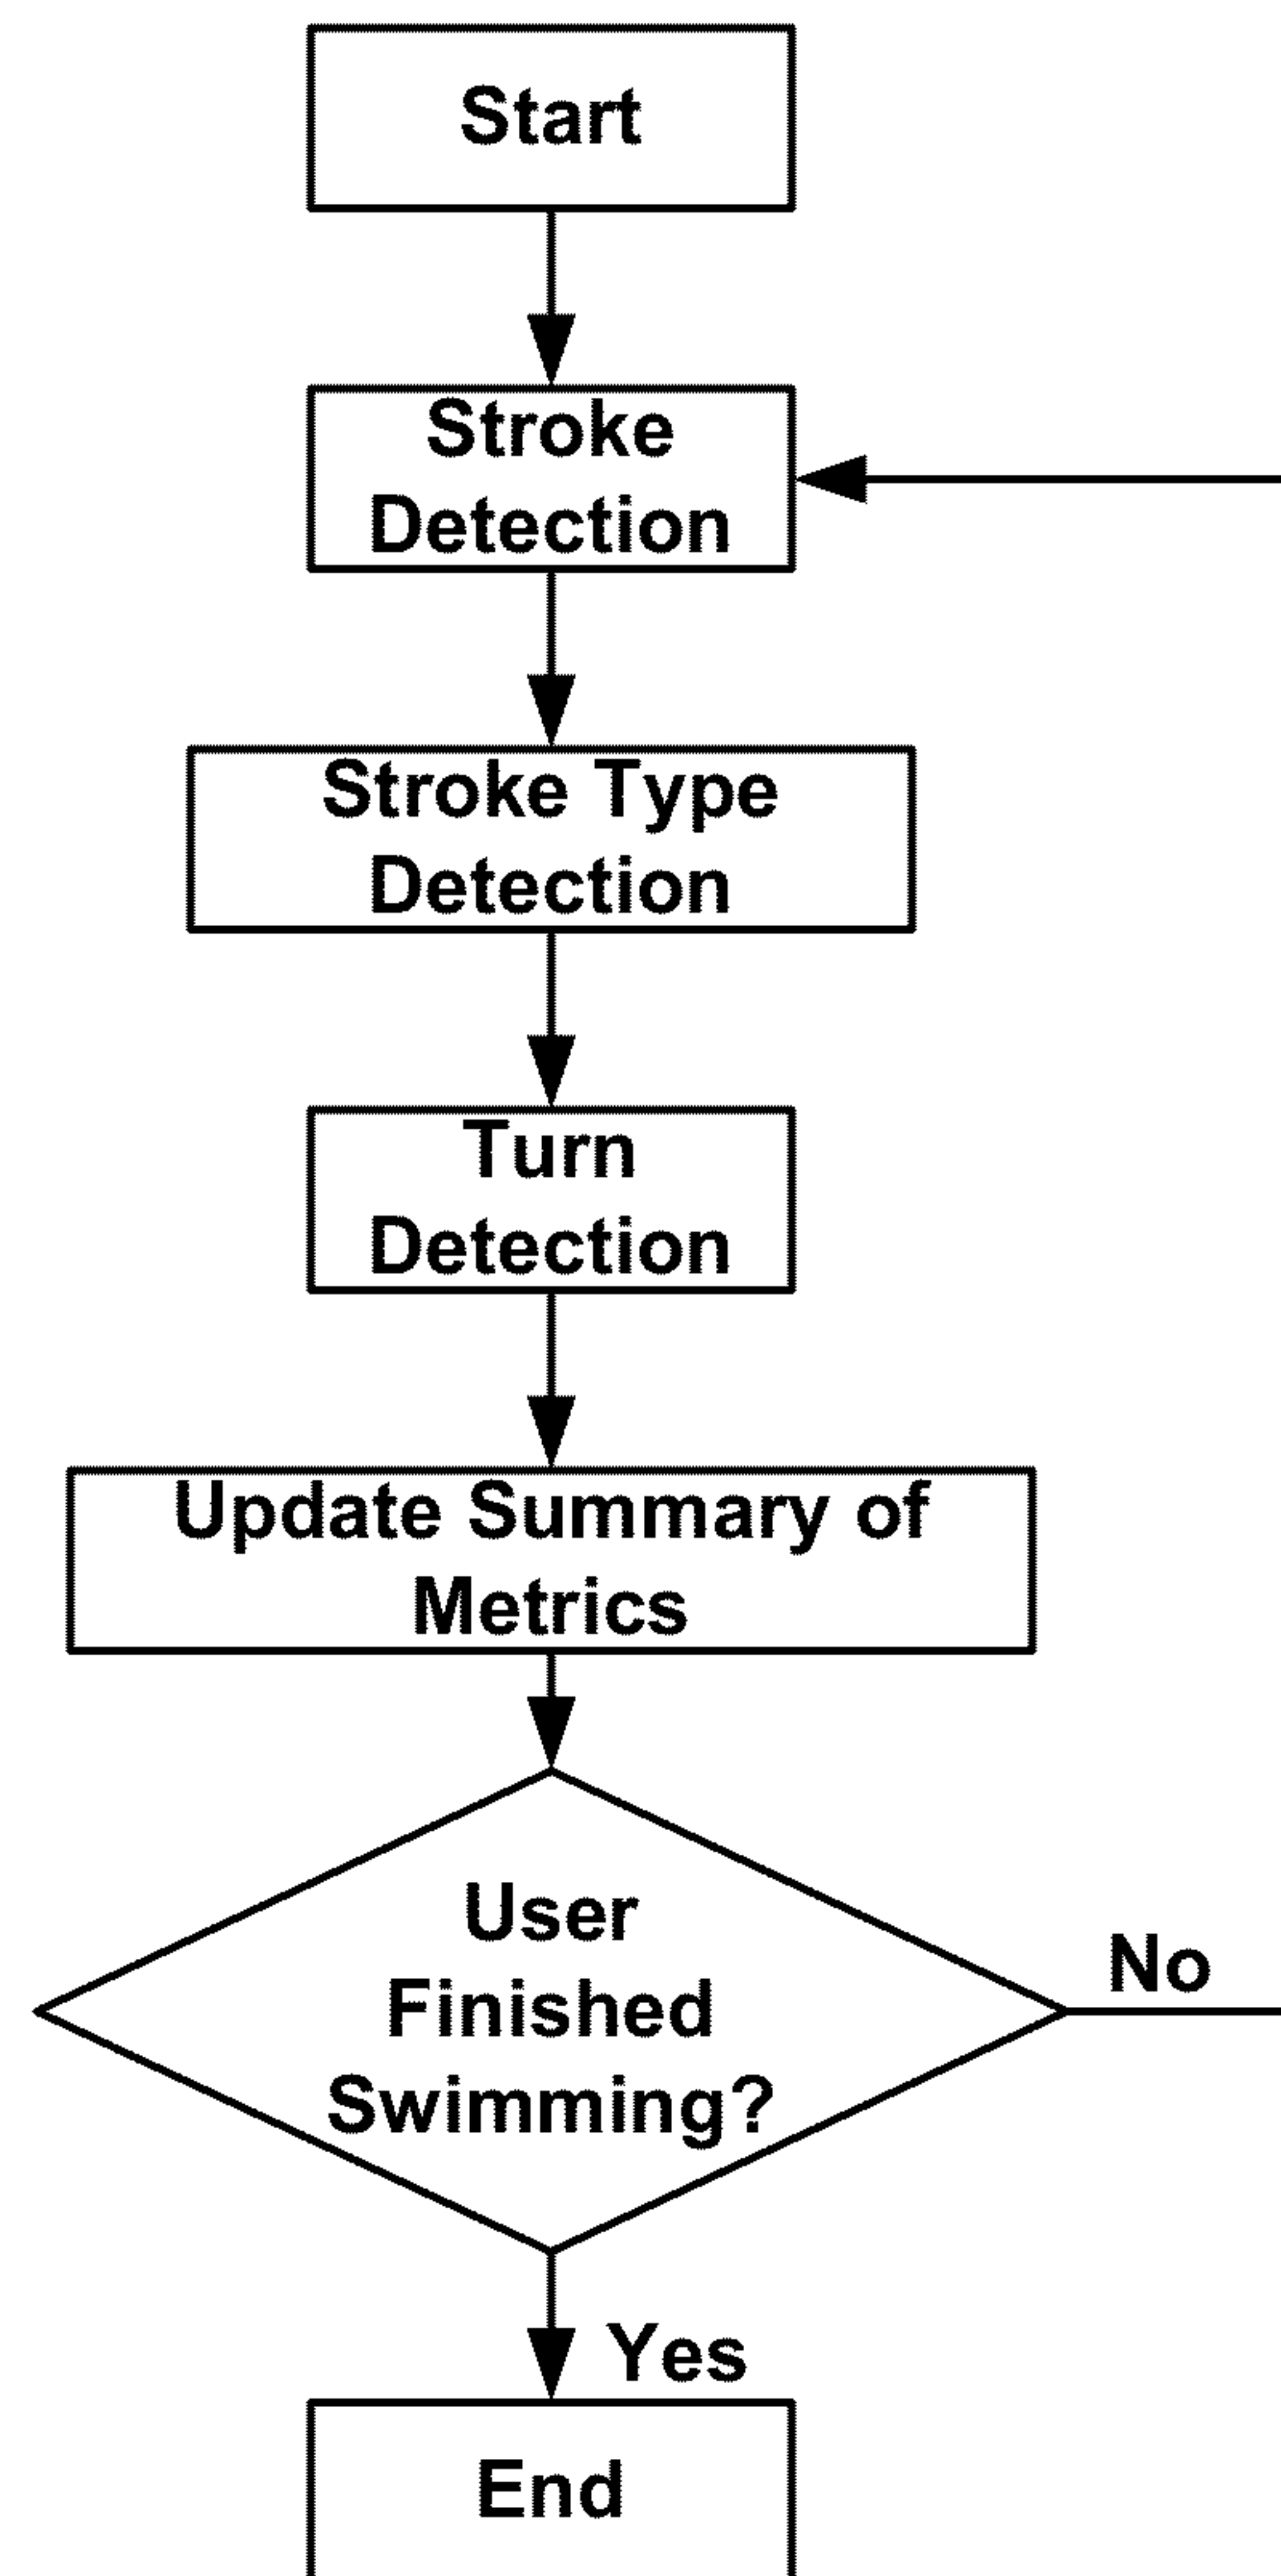 Start
Stroke
Detection
Stroke Type
Detection
Turn
Detection
Update Summary of
Metrics
User
Finished
Swimming?
No
Yes
End